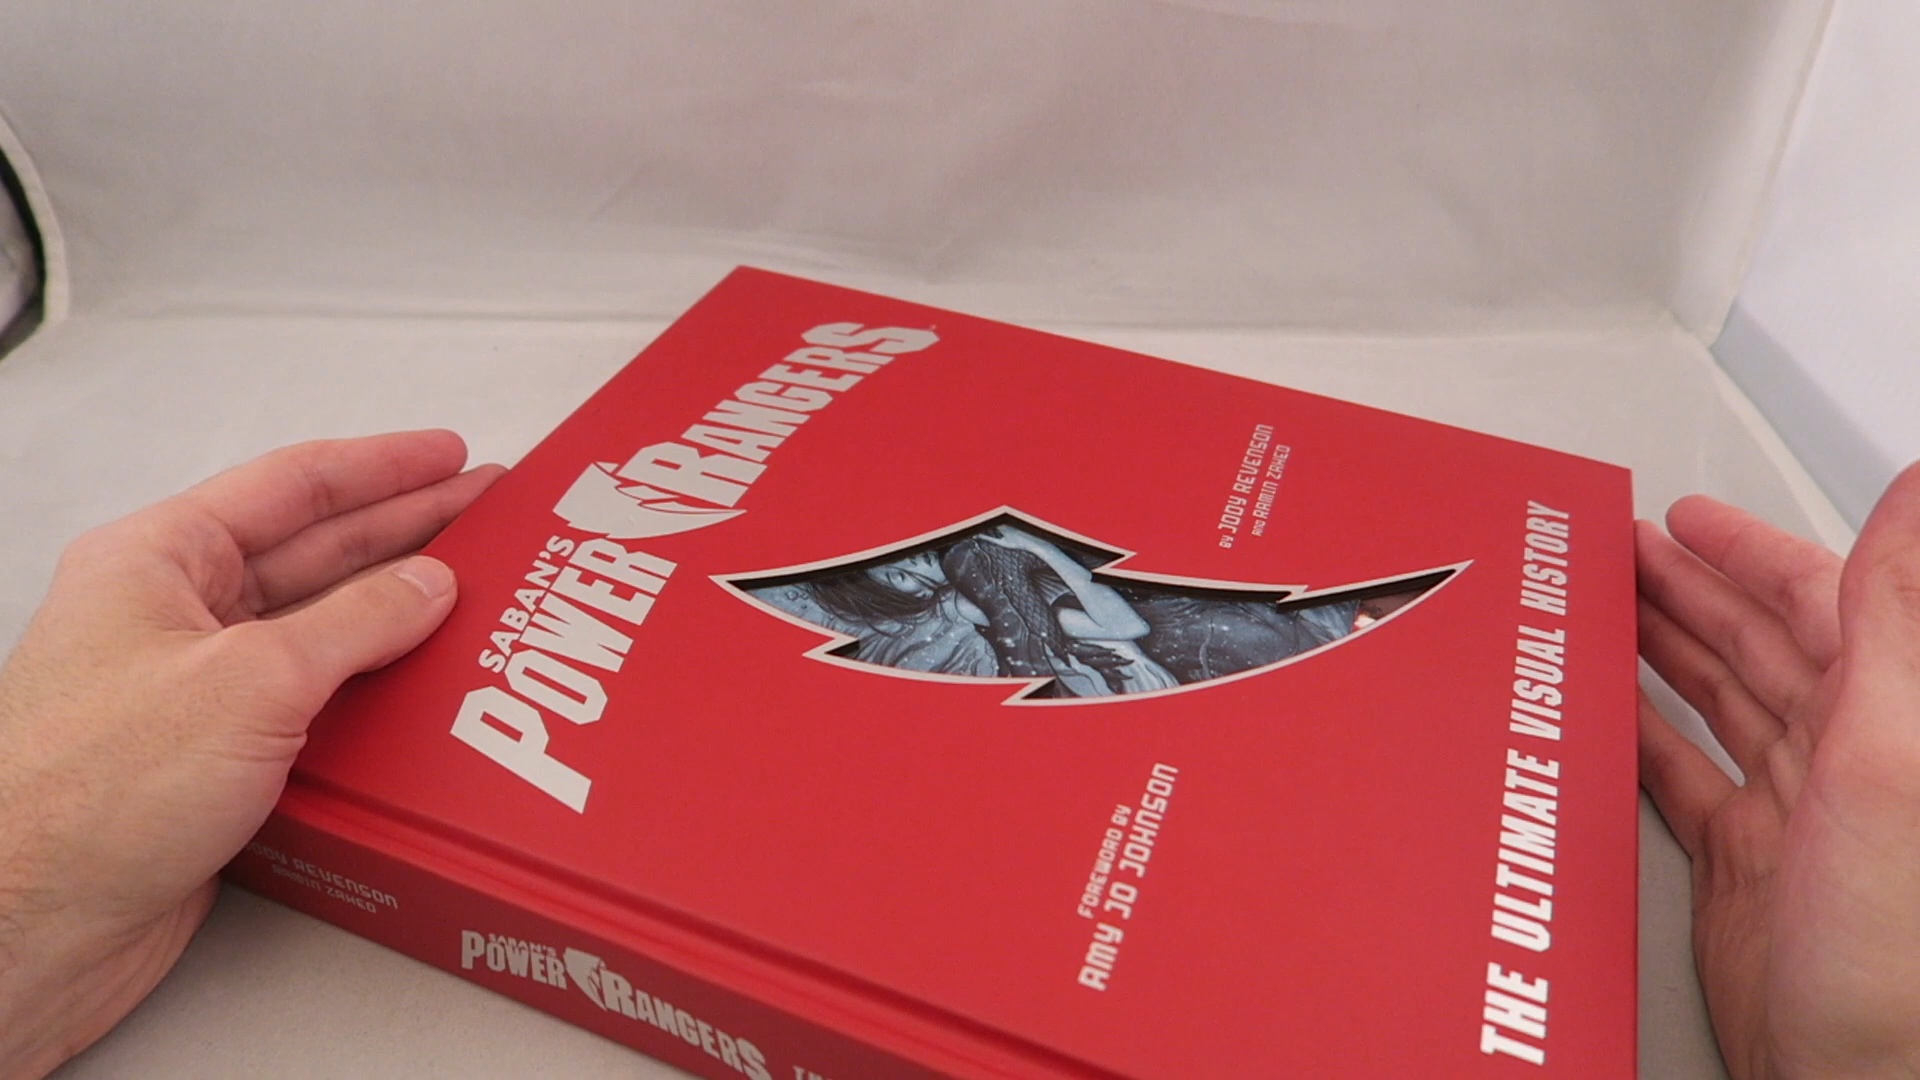 SABAN'S
POWER RANGERS
BY JODY REVENSON
AND RAMIN ZAHED
FOREWORD BY
AMY JO JOHNSON
THE ULTIMATE VISUAL HISTORY
REVENSON
RAMIN ZAHED
SABAN'S
POWER RANGERS